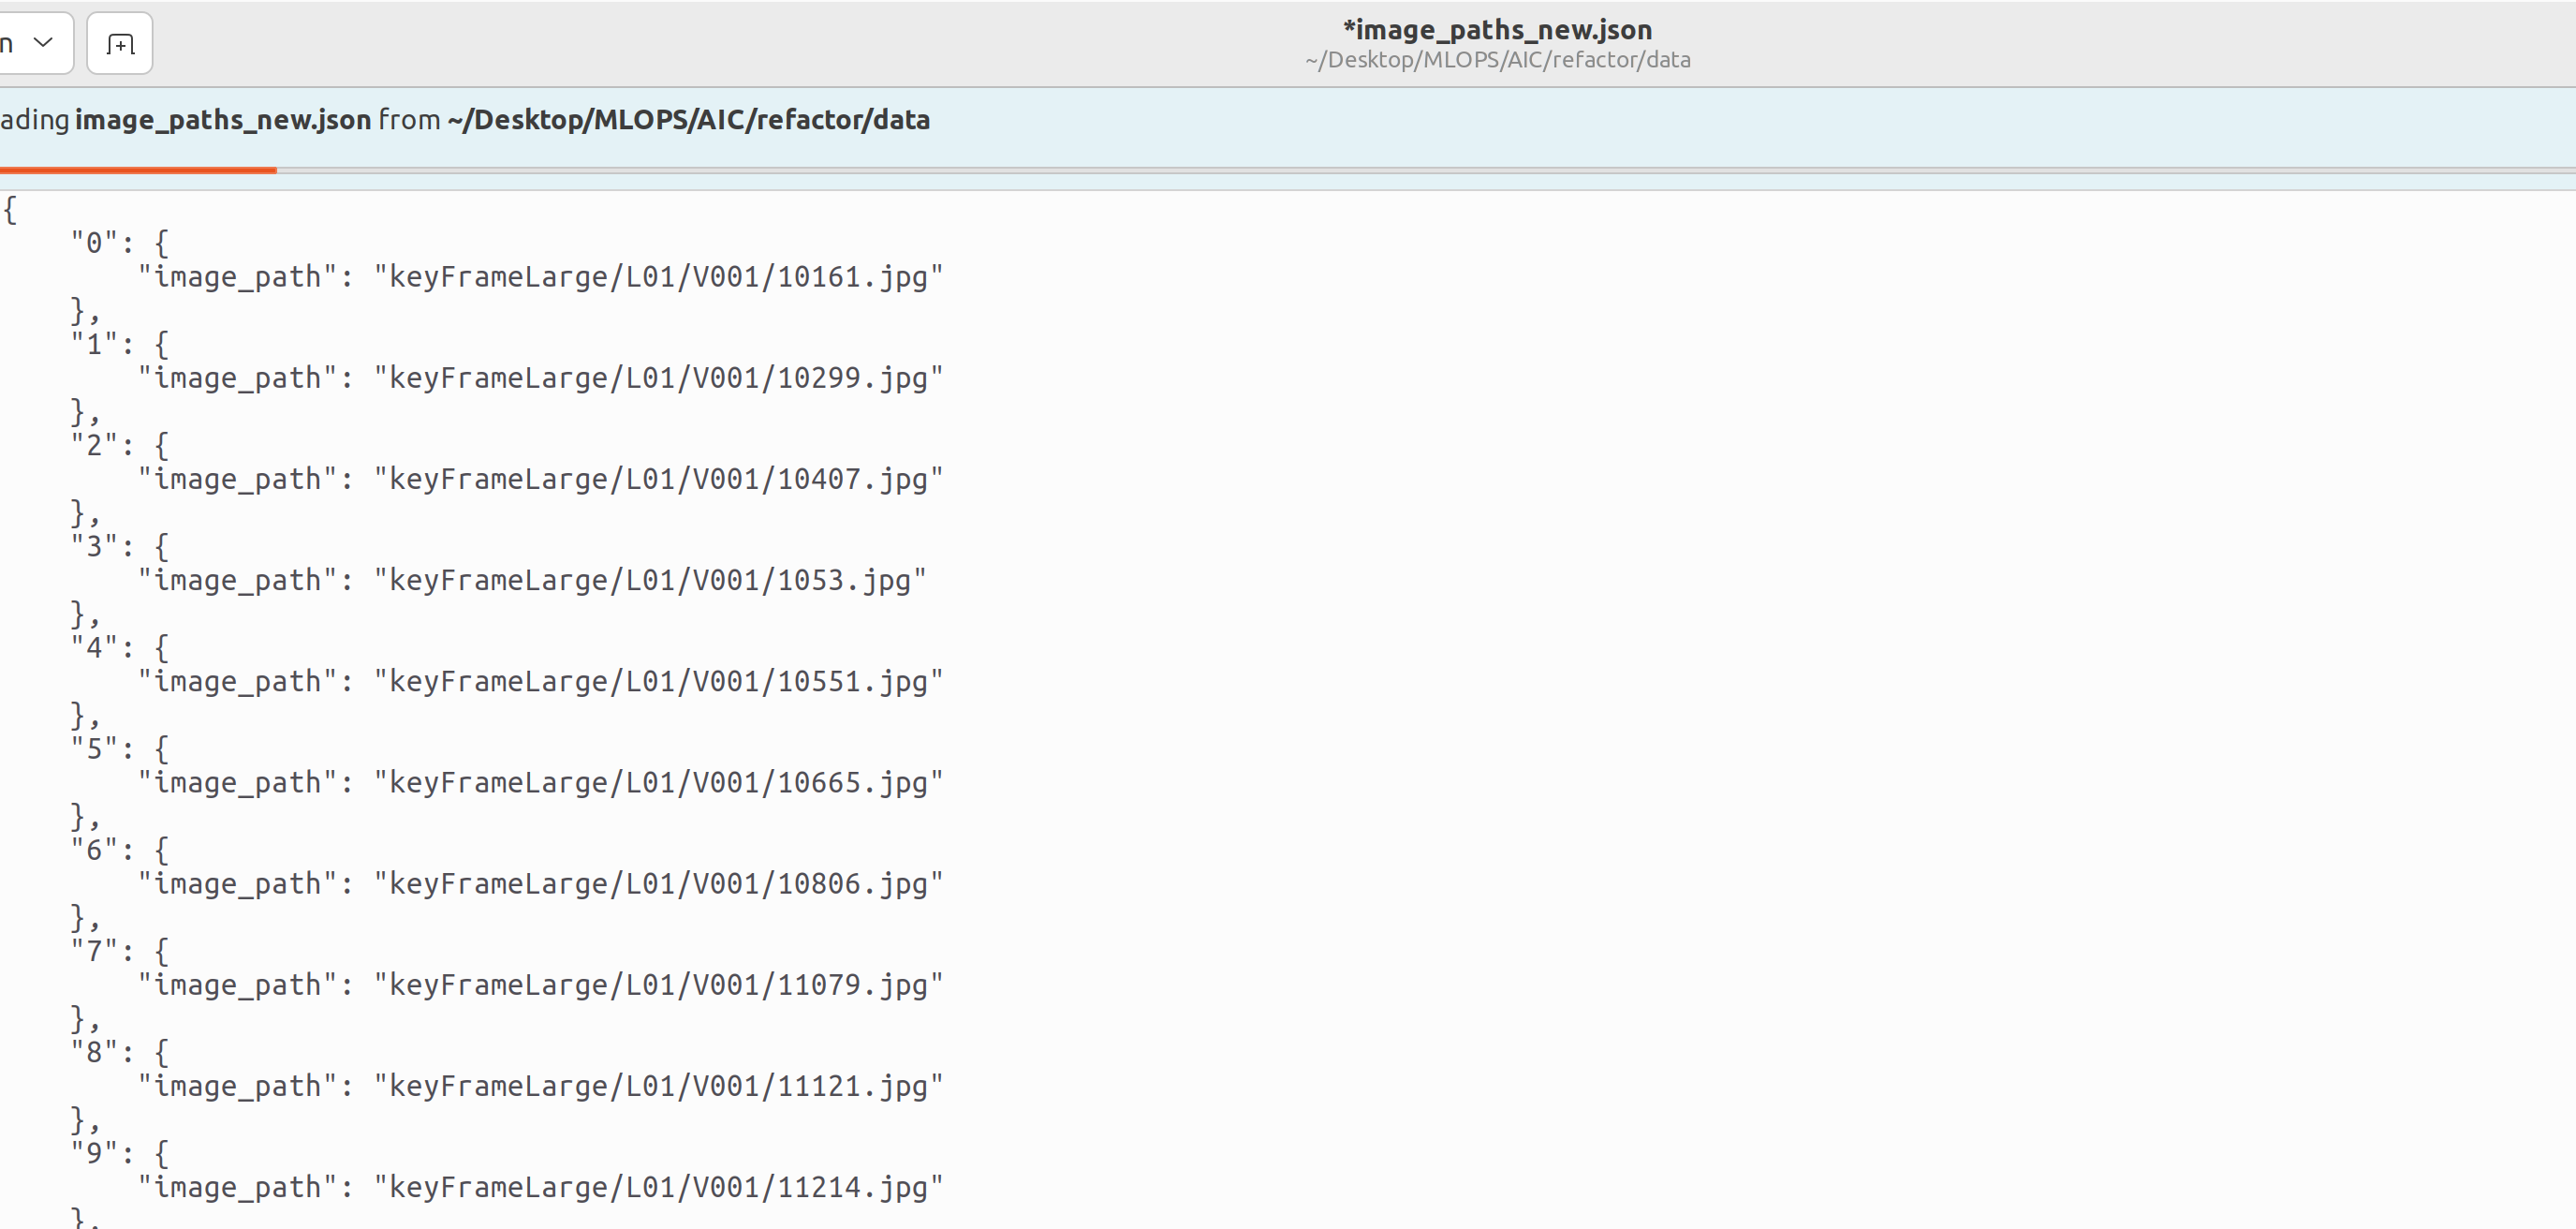 n
*image_paths_new.json
~/Desktop/MLOPS/AIC/refactor/data
ading image_paths_new.json from ~/Desktop/MLOPS/AIC/refactor/data
{
    "0": {
        "image_path": "keyFrameLarge/L01/V001/10161.jpg"
    },
    "1": {
        "image_path": "keyFrameLarge/L01/V001/10299.jpg"
    },
    "2": {
        "image_path": "keyFrameLarge/L01/V001/10407.jpg"
    },
    "3": {
        "image_path": "keyFrameLarge/L01/V001/1053.jpg"
    },
    "4": {
        "image_path": "keyFrameLarge/L01/V001/10551.jpg"
    },
    "5": {
        "image_path": "keyFrameLarge/L01/V001/10665.jpg"
    },
    "6": {
        "image_path": "keyFrameLarge/L01/V001/10806.jpg"
    },
    "7": {
        "image_path": "keyFrameLarge/L01/V001/11079.jpg"
    },
    "8": {
        "image_path": "keyFrameLarge/L01/V001/11121.jpg"
    },
    "9": {
        "image_path": "keyFrameLarge/L01/V001/11214.jpg"
    },